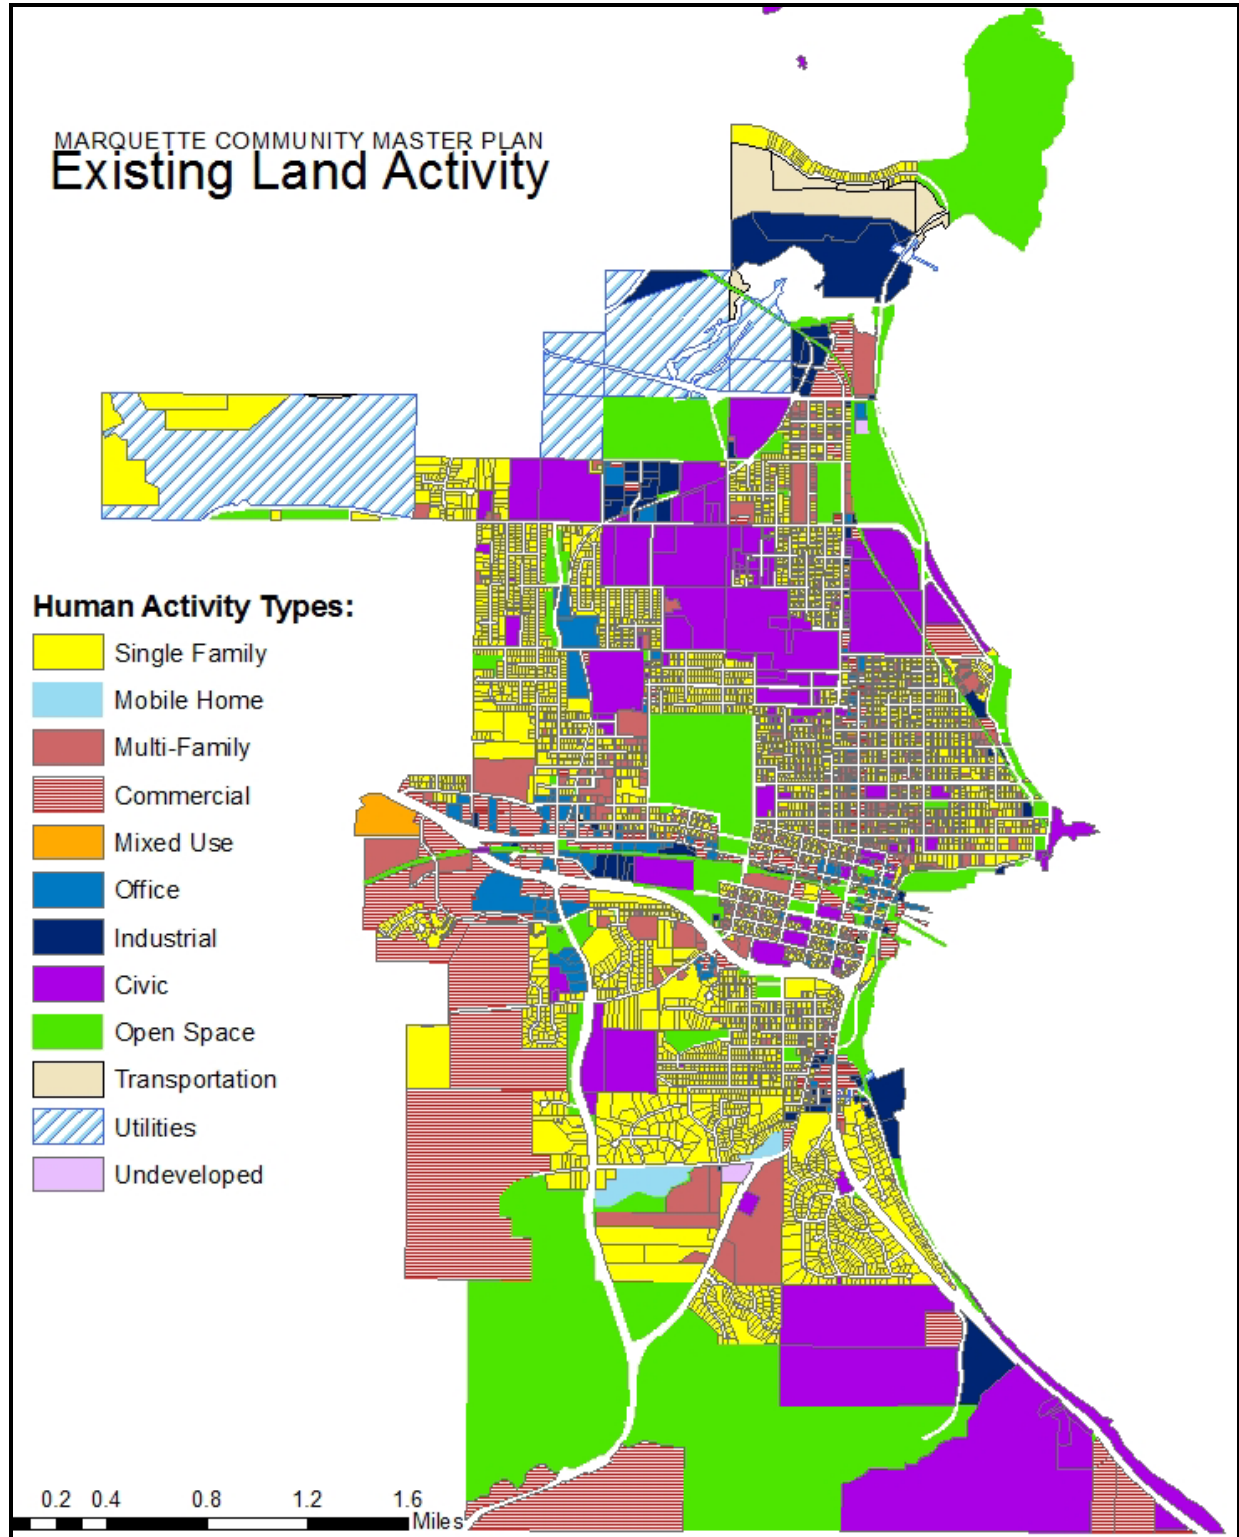 MARQUETTE COMMUNITY MASTER PLAN
Existing Land Activity
Human Activity Types:
Single Family
Mobile Home
Multi-Family
Commercial
Mixed Use
Office
Industrial
Civic
Open Space
Transportation
Utilities
Undeveloped
0.2 0.4 0.8 1.2 1.6
Miles